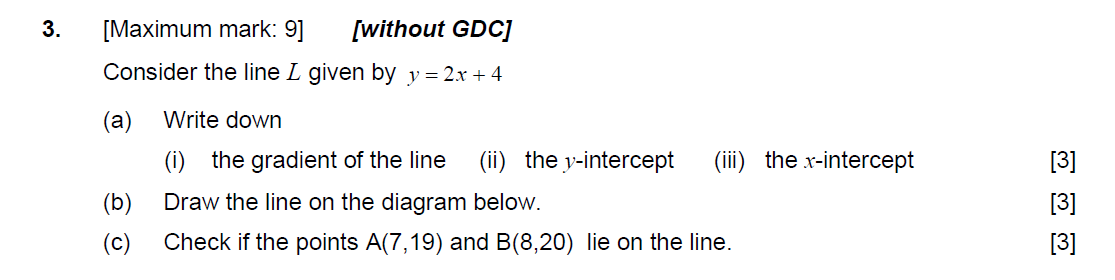 3. [Maximum mark: 9] [without GDC]
Consider the line L given by y = 2x + 4
(a) Write down
(i) the gradient of the line (ii) the y-intercept (iii) the x-intercept [3]
(b) Draw the line on the diagram below. [3]
(c) Check if the points A(7,19) and B(8,20) lie on the line. [3]